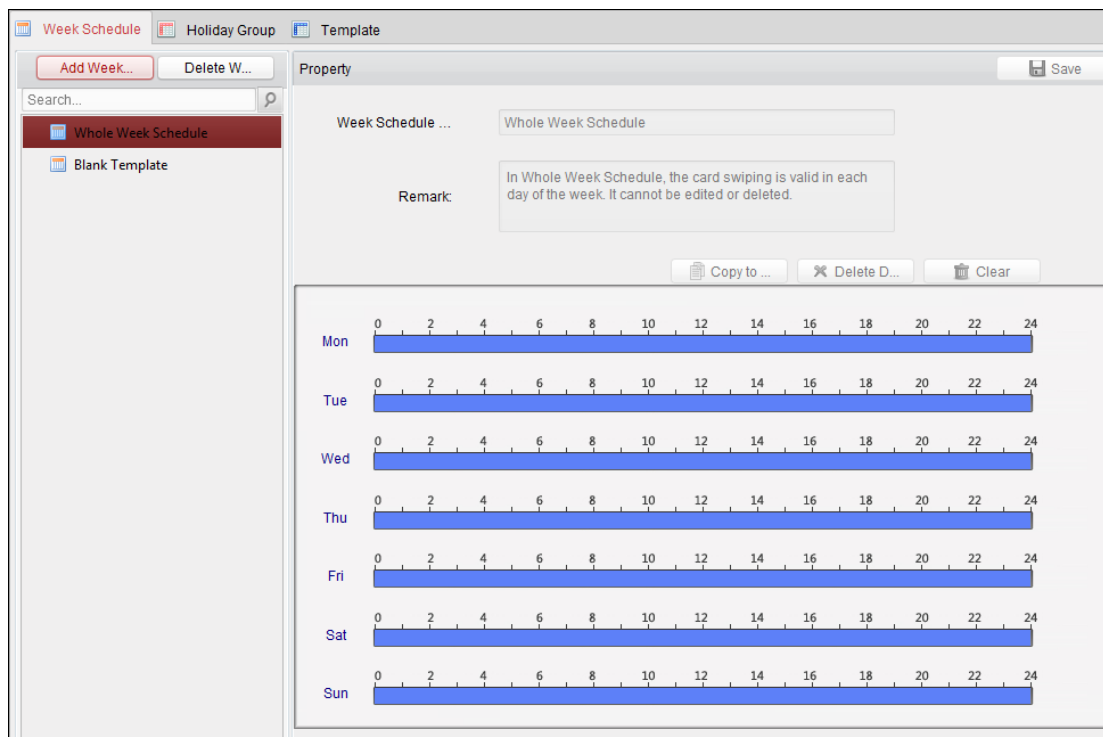 Week Schedule Holiday Group Template
Add Week... Delete W... Property Save
Search...
Week Schedule ... Whole Week Schedule
Whole Week Schedule
Blank Template
Remark: In Whole Week Schedule, the card swiping is valid in each
day of the week. It cannot be edited or deleted.
Copy to ... Delete D... Clear
0 2 4 6 8 10 12 14 16 18 20 22 24
Mon
0 2 4 6 8 10 12 14 16 18 20 22 24
Tue
0 2 4 6 8 10 12 14 16 18 20 22 24
Wed
0 2 4 6 8 10 12 14 16 18 20 22 24
Thu
0 2 4 6 8 10 12 14 16 18 20 22 24
Fri
0 2 4 6 8 10 12 14 16 18 20 22 24
Sat
0 2 4 6 8 10 12 14 16 18 20 22 24
Sun